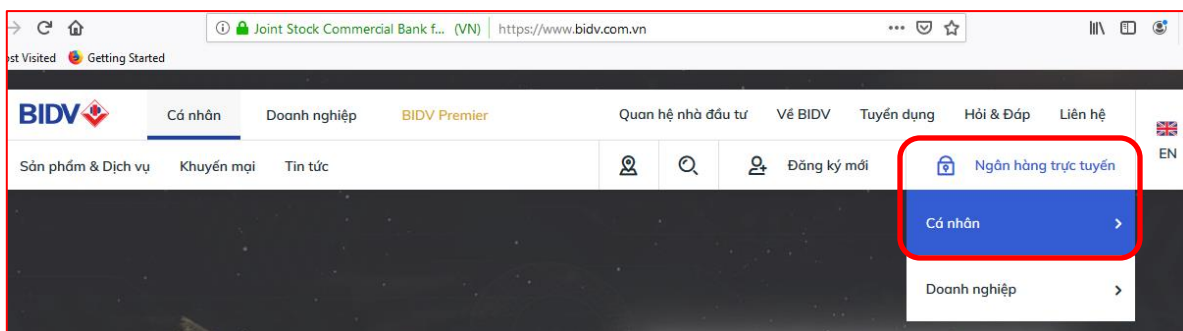 Joint Stock Commercial Bank f... (VN) https://www.bidv.com.vn
ost Visited Getting Started
BIDV Cá nhân Doanh nghiệp BIDV Premier Quan hệ nhà đầu tư Về BIDV Tuyển dụng Hỏi & Đáp Liên hệ
EN
Sản phẩm & Dịch vụ Khuyến mại Tin tức Đăng ký mới Ngân hàng trực tuyến
Cá nhân
Doanh nghiệp